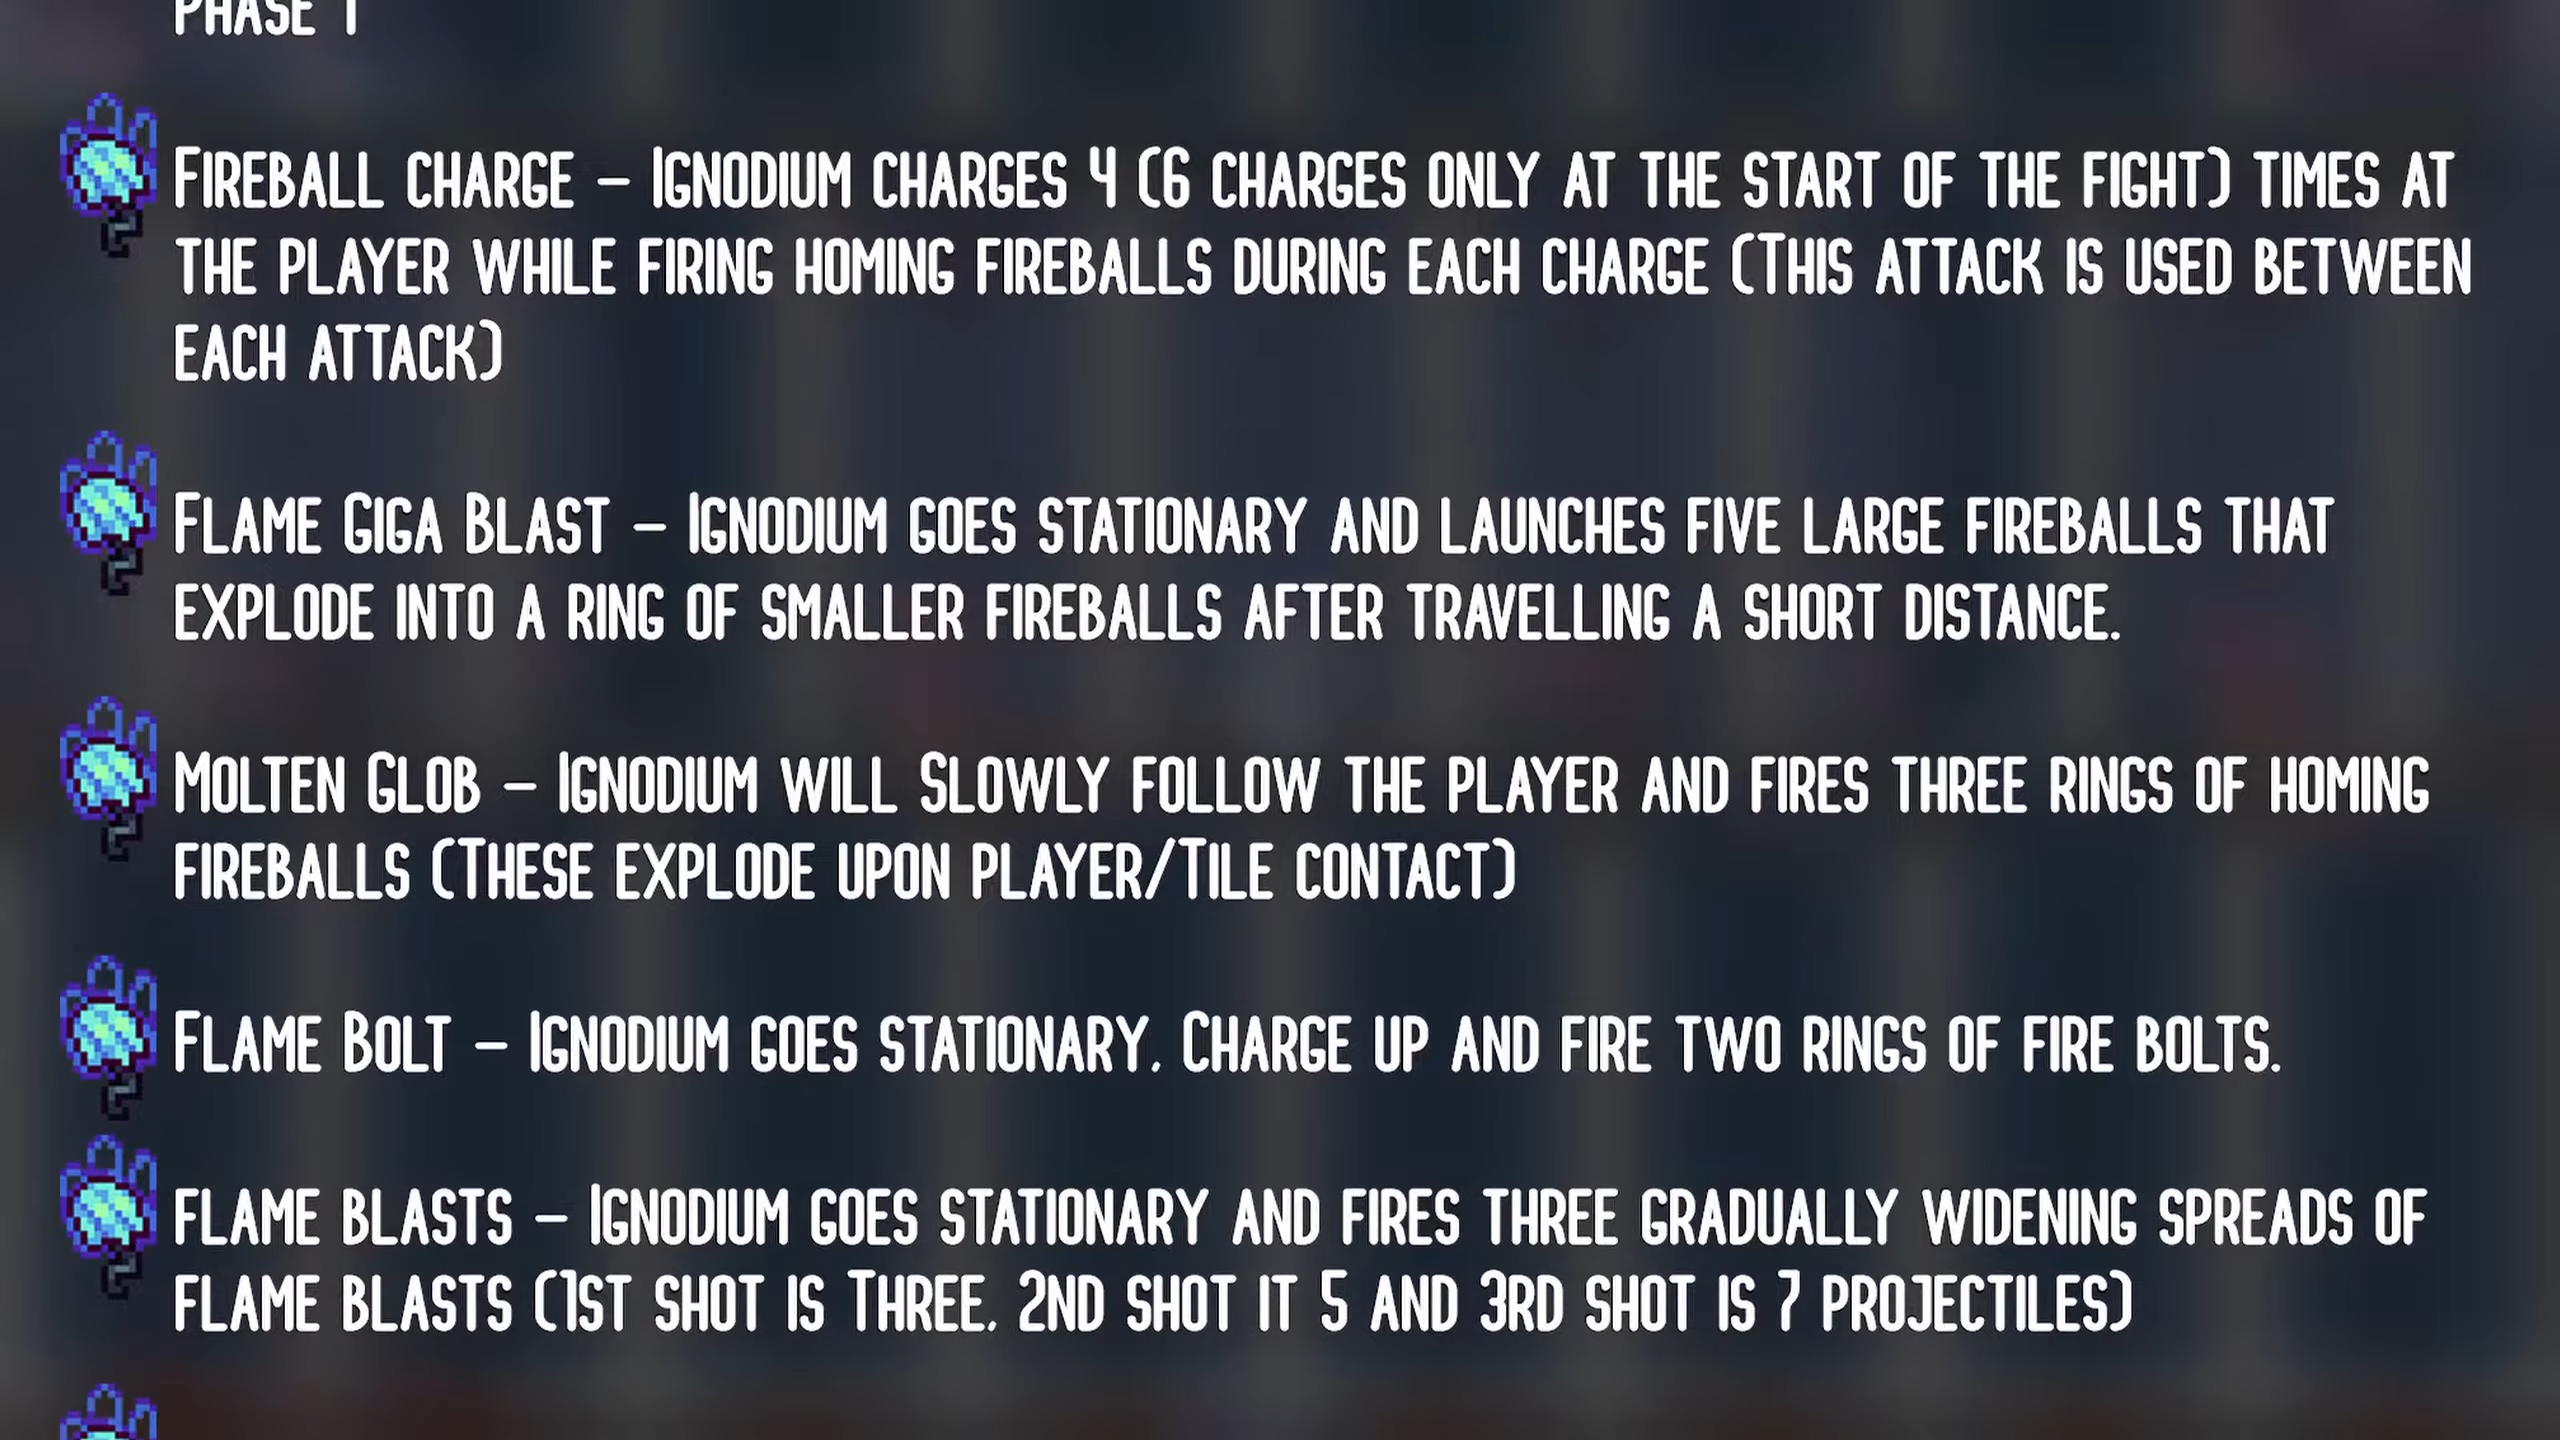 PHASE 1
FIREBALL CHARGE – IGNODIUM CHARGES 4 (6 CHARGES ONLY AT THE START OF THE FIGHT) TIMES AT
THE PLAYER WHILE FIRING HOMING FIREBALLS DURING EACH CHARGE (THIS ATTACK IS USED BETWEEN
EACH ATTACK)
FLAME GIGA BLAST – IGNODIUM GOES STATIONARY AND LAUNCHES FIVE LARGE FIREBALLS THAT
EXPLODE INTO A RING OF SMALLER FIREBALLS AFTER TRAVELLING A SHORT DISTANCE.
MOLTEN GLOB – IGNODIUM WILL SLOWLY FOLLOW THE PLAYER AND FIRES THREE RINGS OF HOMING
FIREBALLS (THESE EXPLODE UPON PLAYER/TILE CONTACT)
FLAME BOLT – IGNODIUM GOES STATIONARY, CHARGE UP AND FIRE TWO RINGS OF FIRE BOLTS.
FLAME BLASTS – IGNODIUM GOES STATIONARY AND FIRES THREE GRADUALLY WIDENING SPREADS OF
FLAME BLASTS (1ST SHOT IS THREE, 2ND SHOT IT 5 AND 3RD SHOT IS 7 PROJECTILES)